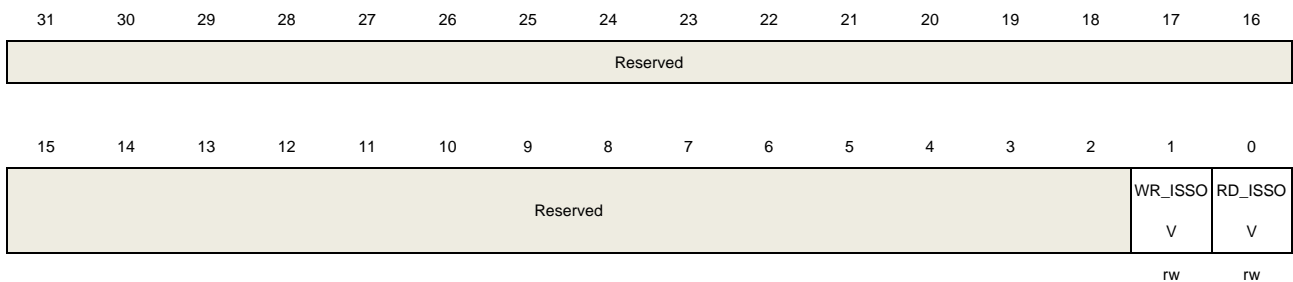 31 30 29 28 27 26 25 24 23 22 21 20 19 18 17 16
Reserved
15 14 13 12 11 10 9 8 7 6 5 4 3 2 1 0
Reserved WR_ISSO RD_ISSO
V V
rw rw